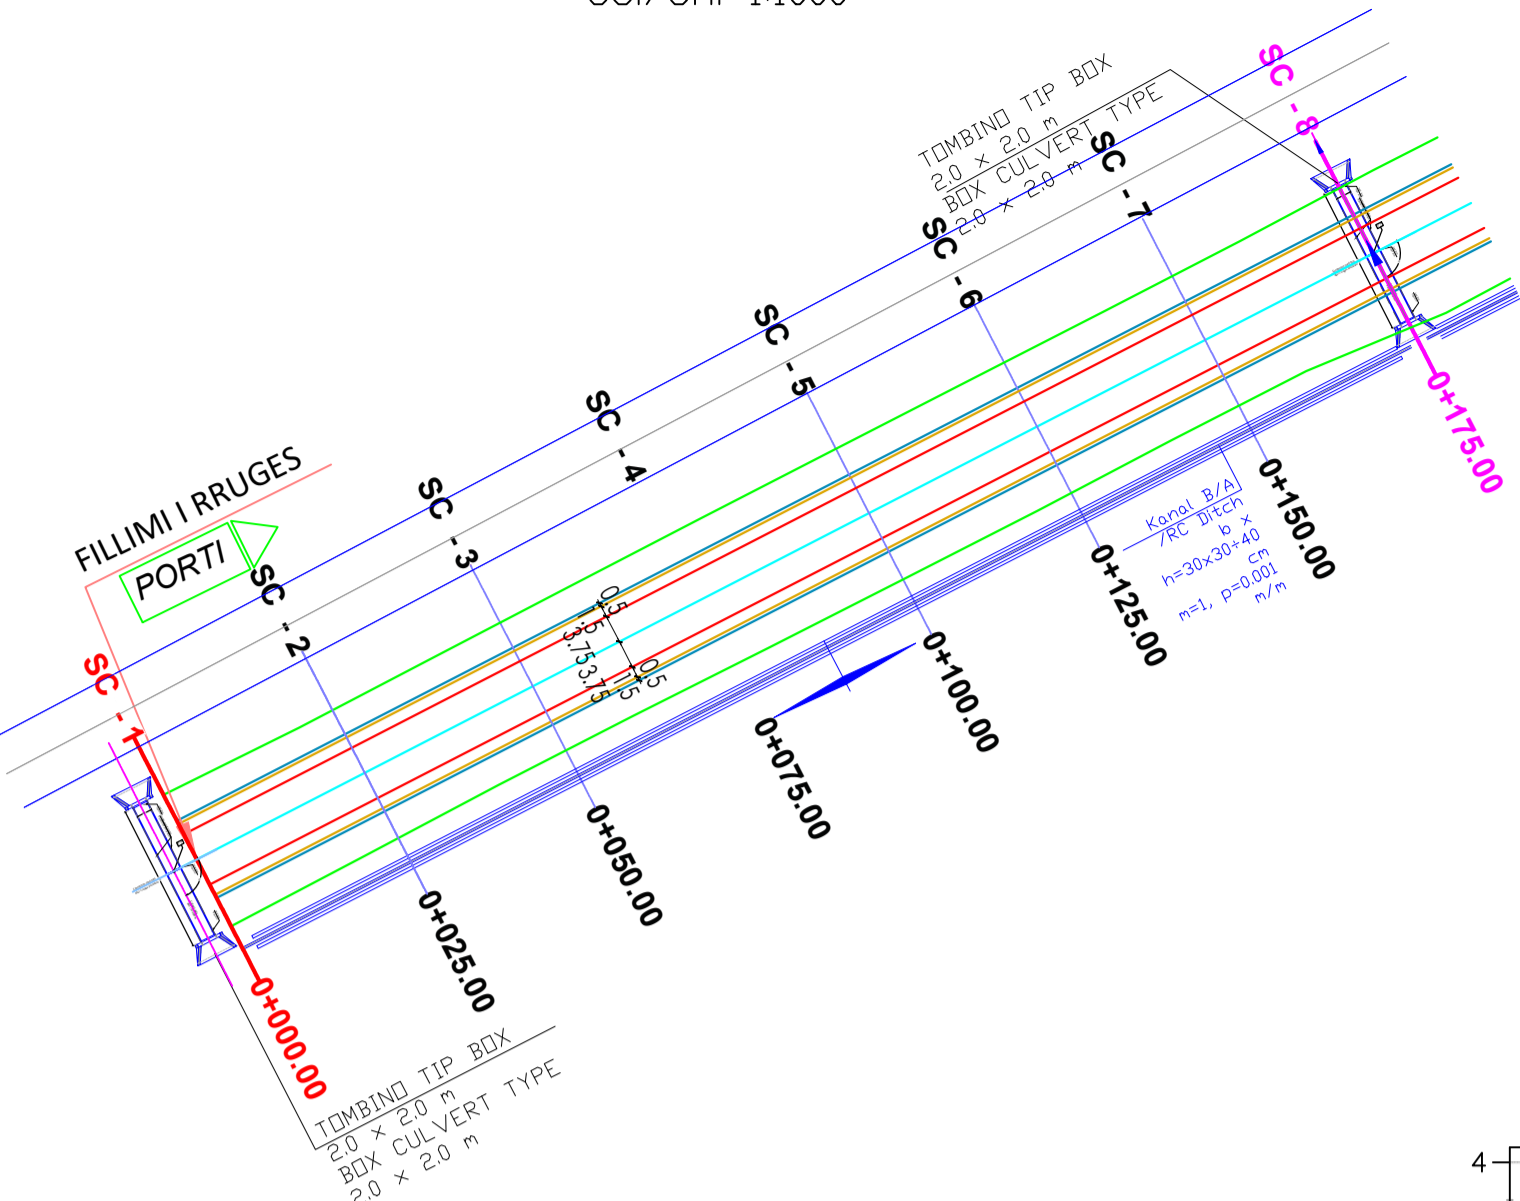 TOMBINO TIP BOX
2.0 x 2.0 m
BOX CULVERT TYPE
2.0 x 2.0 m
SC - 8
SC - 7
SC - 6
SC - 5
SC - 4
SC - 3
SC - 2
SC - 1
FILLIMI I RRUGES
PORTI
0.5
1.5
3.75
3.75
1.5
0.5
Kanal B/A
/RC Ditch
b x
h=30x30÷40
cm
m=1, p=0.001
m/m
0+175.00
0+150.00
0+125.00
0+100.00
0+075.00
0+050.00
0+025.00
0+000.00
TOMBINO TIP BOX
2.0 x 2.0 m
BOX CULVERT TYPE
2.0 x 2.0 m
4